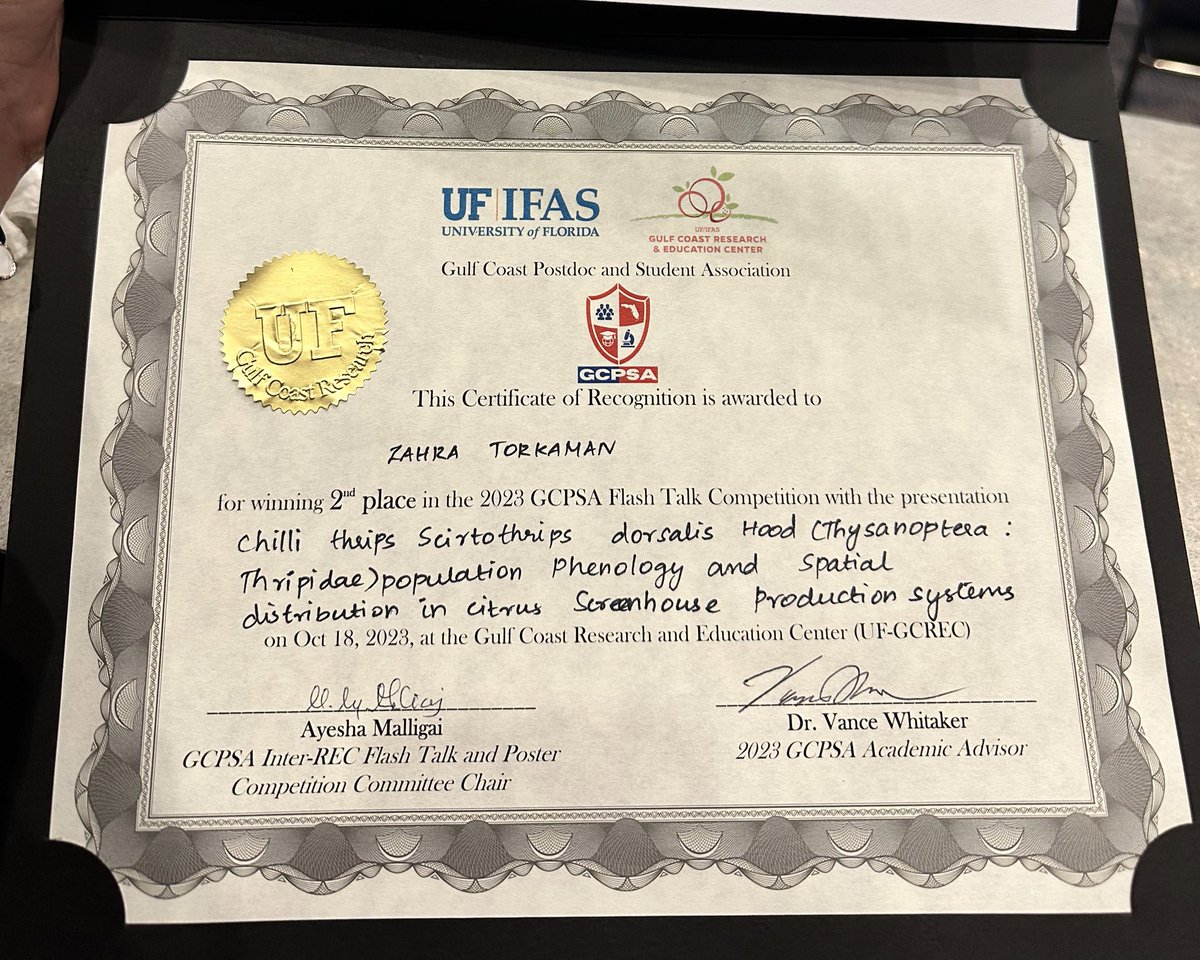 UF|IFAS
UNIVERSITY of FLORIDA
UF/IFAS
GULF COAST RESEARCH
& EDUCATION CENTER
Gulf Coast Postdoc and Student Association
UF
Gulf Coast Research
GCPSA
This Certificate of Recognition is awarded to
ZAHRA TORKAMAN
for winning 2nd place in the 2023 GCPSA Flash Talk Competition with the presentation
Chilli thrips Scirtothrips dorsalis Hood (Thysanoptera :
Thripidae) population Phenology and Spatial
distribution in citrus Screenhouse Production systems
on Oct 18, 2023, at the Gulf Coast Research and Education Center (UF-GCREC)
Ayesha Malligai
GCPSA Inter-REC Flash Talk and Poster
Competition Committee Chair
Dr. Vance Whitaker
2023 GCPSA Academic Advisor